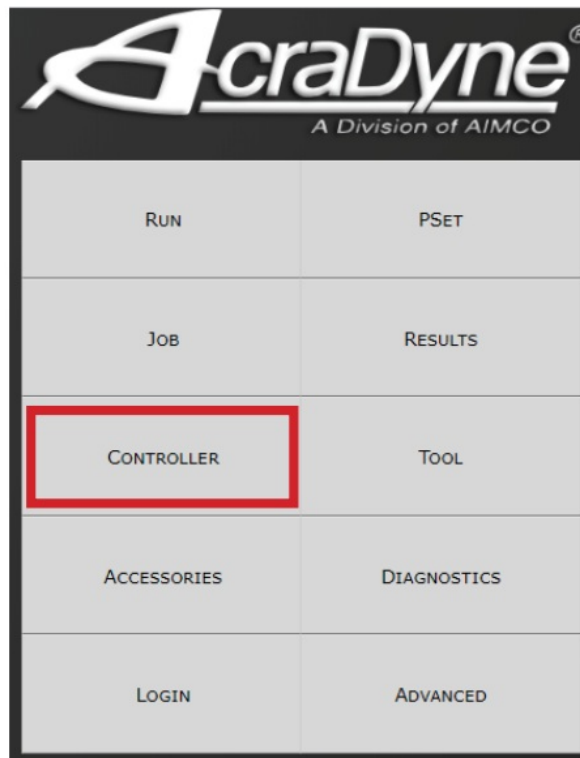 AcraDyne®
A Division of AIMCO
RUN PSET
JOB RESULTS
CONTROLLER TOOL
ACCESSORIES DIAGNOSTICS
LOGIN ADVANCED